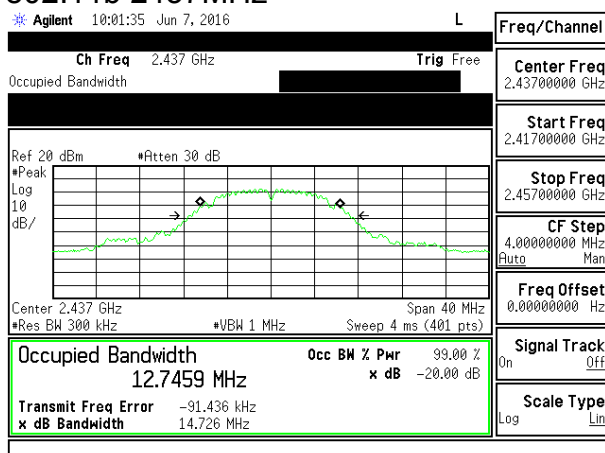 Agilent 10:01:35 Jun 7, 2016 L
Ch Freq 2.437 GHz Trig Free
Occupied Bandwidth
Ref 20 dBm #Atten 30 dB
#Peak
Log
10
dB/
Center 2.437 GHz Span 40 MHz
#Res BW 300 kHz #VBW 1 MHz Sweep 4 ms (401 pts)
Occupied Bandwidth Occ BW % Pwr 99.00 %
12.7459 MHz x dB -20.00 dB
Transmit Freq Error -91.436 kHz
x dB Bandwidth 14.726 MHz
Freq/Channel
Center Freq
2.43700000 GHz
Start Freq
2.41700000 GHz
Stop Freq
2.45700000 GHz
CF Step
4.00000000 MHz
Auto Man
Freq Offset
0.00000000 Hz
Signal Track
On Off
Scale Type
Log Lin